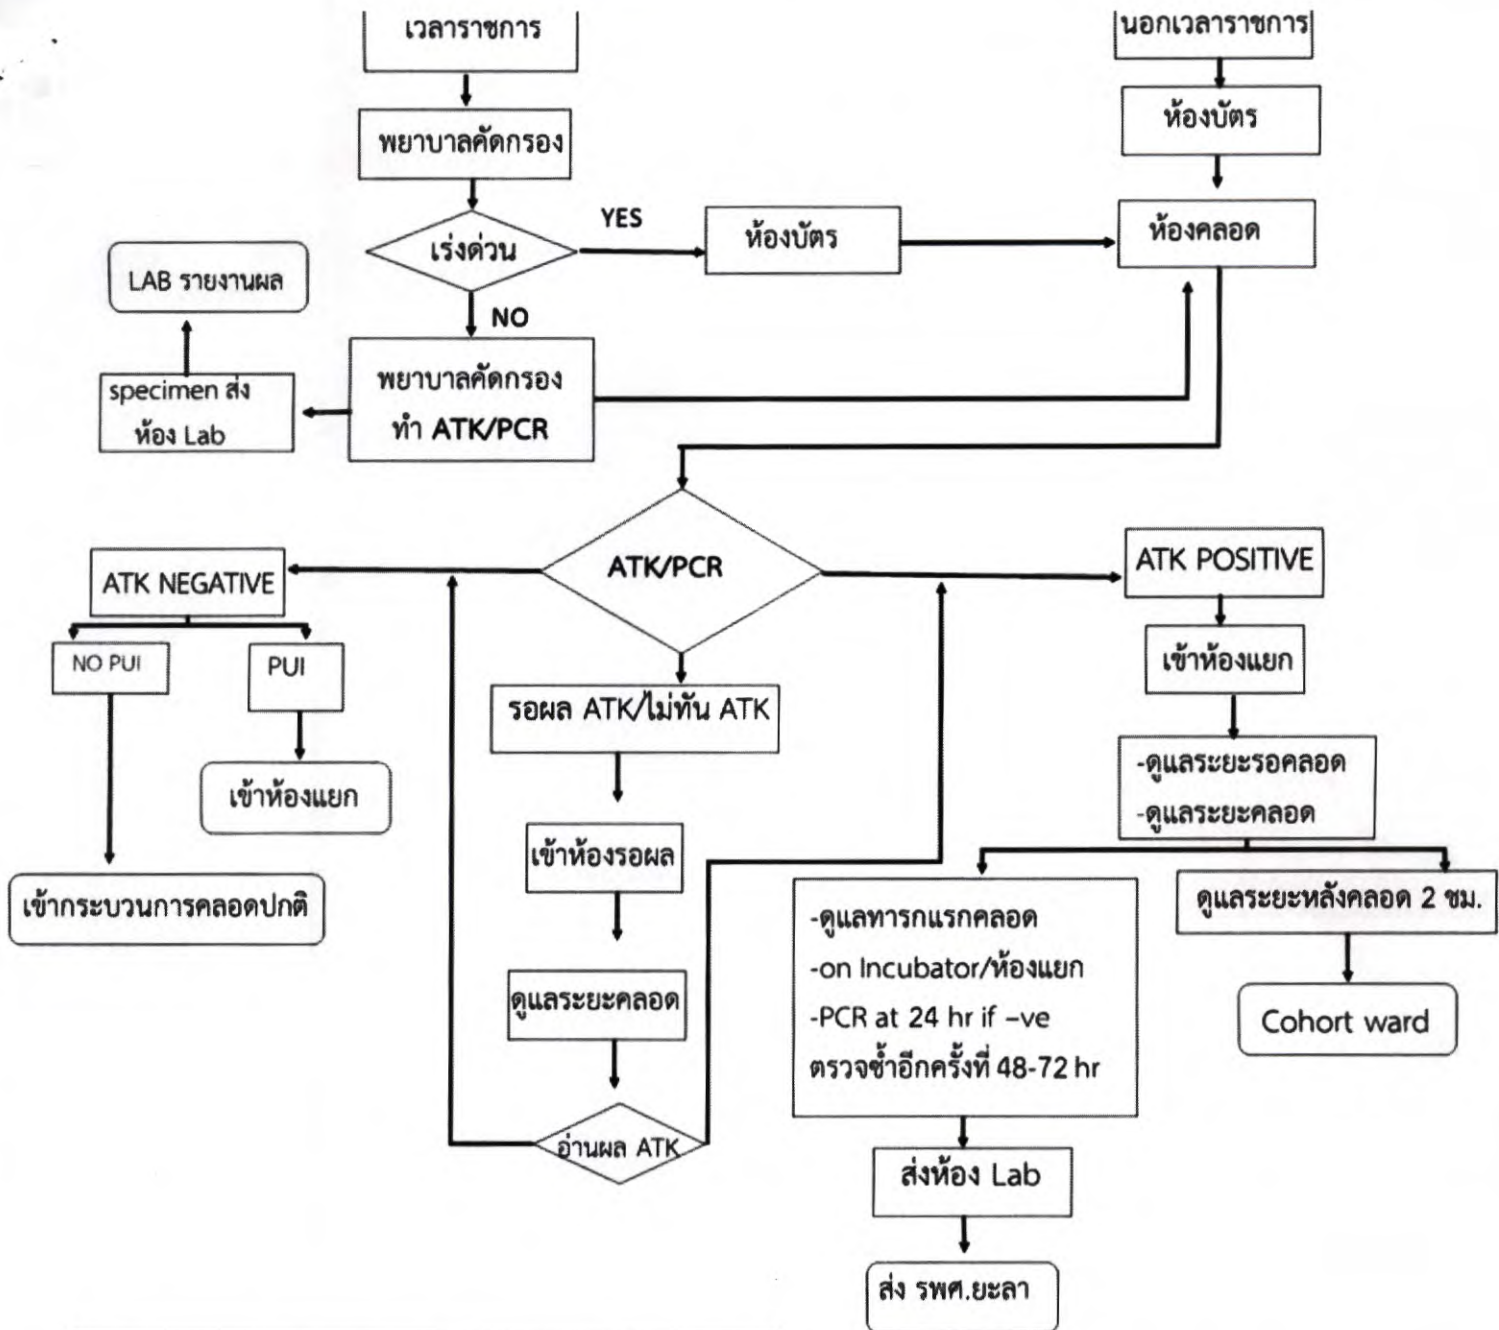 เวลาราชการ
นอกเวลาราชการ
พยาบาลคัดกรอง
ห้องบัตร
เร่งด่วน
YES
ห้องบัตร
ห้องคลอด
NO
LAB รายงานผล
specimen ส่ง
ห้อง Lab
พยาบาลคัดกรอง
ทำ ATK/PCR
ATK/PCR
ATK NEGATIVE
ATK POSITIVE
NO PUI
PUI
เข้าห้องแยก
เข้ากระบวนการคลอดปกติ
รอผล ATK/ไม่ทัน ATK
เข้าห้องรอผล
ดูแลระยะคลอด
อ่านผล ATK
เข้าห้องแยก
-ดูแลระยะรอคลอด
-ดูแลระยะคลอด
-ดูแลทารกแรกคลอด
-on Incubator/ห้องแยก
-PCR at 24 hr if –ve
ตรวจซ้ำอีกครั้งที่ 48-72 hr
ดูแลระยะหลังคลอด 2 ชม.
Cohort ward
ส่งห้อง Lab
ส่ง รพศ.ยะลา